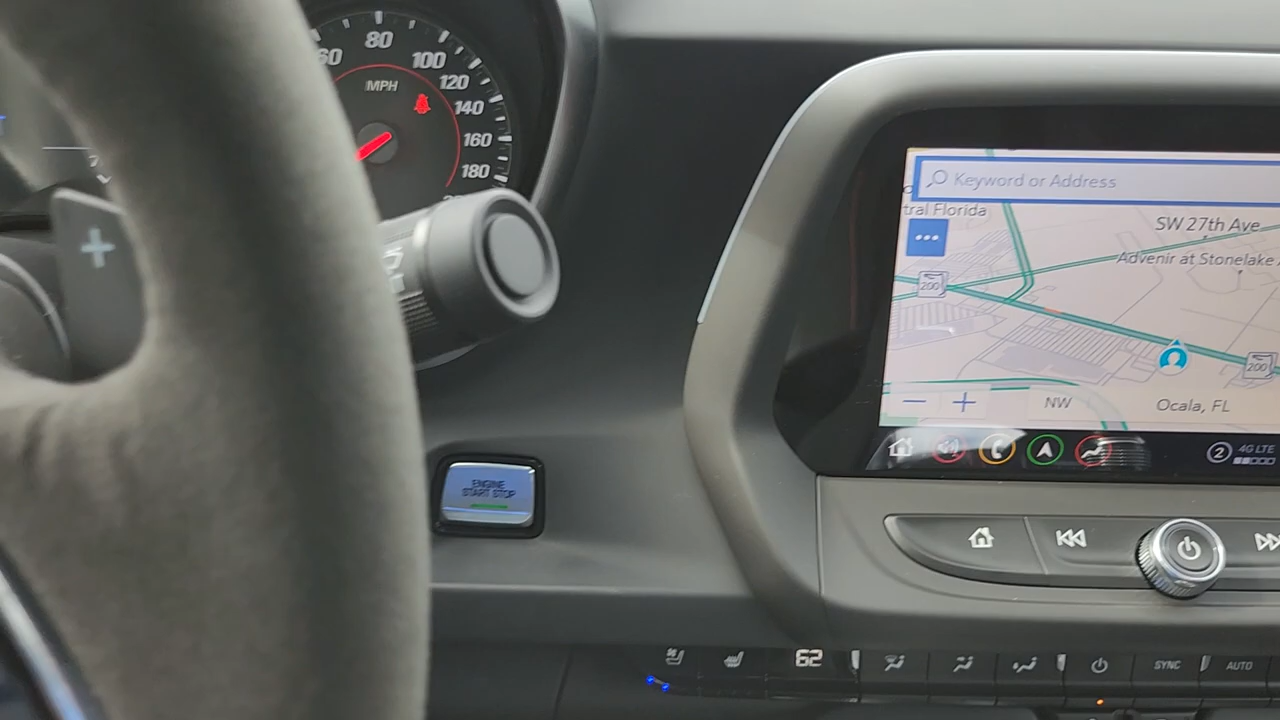 80
100
120
140
160
180
MPH
+
Keyword or Address
tral Florida
SW 27th Ave
Advenir at Stonelake
200
200
NW
Ocala, FL
2
4G LTE
ENGINE
START STOP
62
SYNC
AUTO